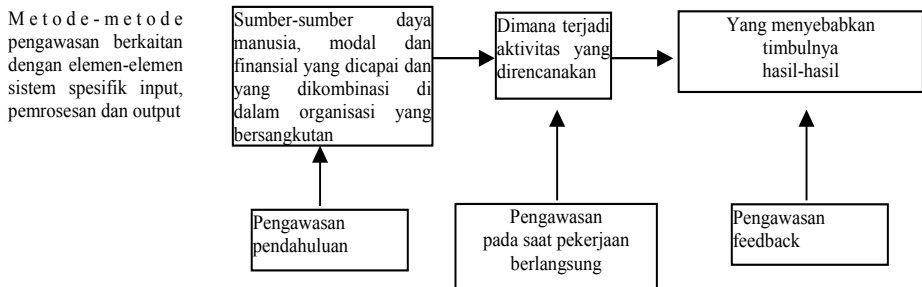 Metode-metode
pengawasan berkaitan
dengan elemen-elemen
sistem spesifik input,
pemrosesan dan output
Sumber-sumber daya
manusia, modal dan
finansial yang dicapai dan
yang dikombinasi di
dalam organisasi yang
bersangkutan
Dimana terjadi
aktivitas yang
direncanakan
Yang menyebabkan
timbulnya
hasil-hasil
Pengawasan
pendahuluan
Pengawasan
pada saat pekerjaan
berlangsung
Pengawasan
feedback